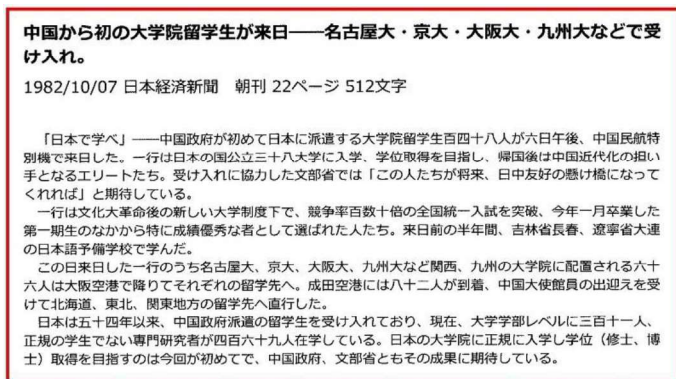 中国から初の大学院留学生が来日――名古屋大・京大・大阪大・九州大などで受
け入れ。
1982/10/07 日本経済新聞　朝刊 22ページ 512文字
「日本で学べ」――中国政府が初めて日本に派遣する大学院留学生百四十八人が六日午後、中国民航特
別機で来日した。一行は日本の国公立三十八大学に入学、学位取得を目指し、帰国後は中国近代化の担い
手となるエリートたち。受け入れに協力した文部省では「この人たちが将来、日中友好の懸け橋になって
くれれば」と期待している。
一行は文化大革命後の新しい大学制度下で、競争率百数十倍の全国統一入試を突破、今年一月卒業した
第一期生のなかから特に成績優秀な者として選ばれた人たち。来日前の半年間、吉林省長春、遼寧省大連
の日本語予備学校で学んだ。
この日来日した一行のうち名古屋大、京大、大阪大、九州大など関西、九州の大学院に配置される六十
六人は大阪空港で降りてそれぞれの留学先へ。成田空港には八十二人が到着、中国大使館員の出迎えを受
けて北海道、東北、関東地方の留学先へ直行した。
日本は五十四年以来、中国政府派遣の留学生を受け入れており、現在、大学学部レベルに三百十一人、
正規の学生でない専門研究者が四百六十九人在学している。日本の大学院に正規に入学し学位（修士、博
士）取得を目指すのは今回が初めてで、中国政府、文部省ともその成果に期待している。